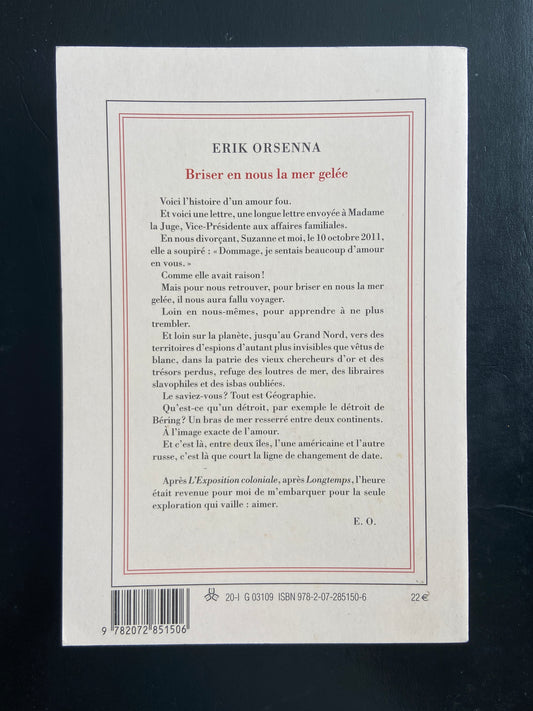 ERIK ORSENNA
Briser en nous la mer gelée
Voici l'histoire d'un amour fou.
Et voici une lettre, une longue lettre envoyée à Madame
la Juge, Vice-Présidente aux affaires familiales.
En nous divorçant, Suzanne et moi, le 10 octobre 2011,
elle a soupiré : « Dommage, je sentais beaucoup d'amour
en vous. »
Comme elle avait raison !
Mais pour nous retrouver, pour briser en nous la mer
gelée, il nous aura fallu voyager.
Loin en nous-mêmes, pour apprendre à ne plus
trembler.
Et loin sur la planète, jusqu'au Grand Nord, vers des
territoires d'espions d'autant plus invisibles que vêtus de
blanc, dans la patrie des vieux chercheurs d'or et des
trésors perdus, refuge des loutres de mer, des libraires
slavophiles et des isbas oubliées.
Le saviez-vous ? Tout est Géographie.
Qu'est-ce qu'un détroit, par exemple le détroit de
Béring ? Un bras de mer resserré entre deux continents.
À l'image exacte de l'amour.
Et c'est là, entre deux îles, l'une américaine et l'autre
russe, c'est là que court la ligne de changement de date.
Après L'Exposition coloniale, après Longtemps, l'heure
était revenue pour moi de m'embarquer pour la seule
exploration qui vaille : aimer.
E. O.
20-I G 03109 ISBN 978-2-07-285150-6 22 €
9 782072 851506